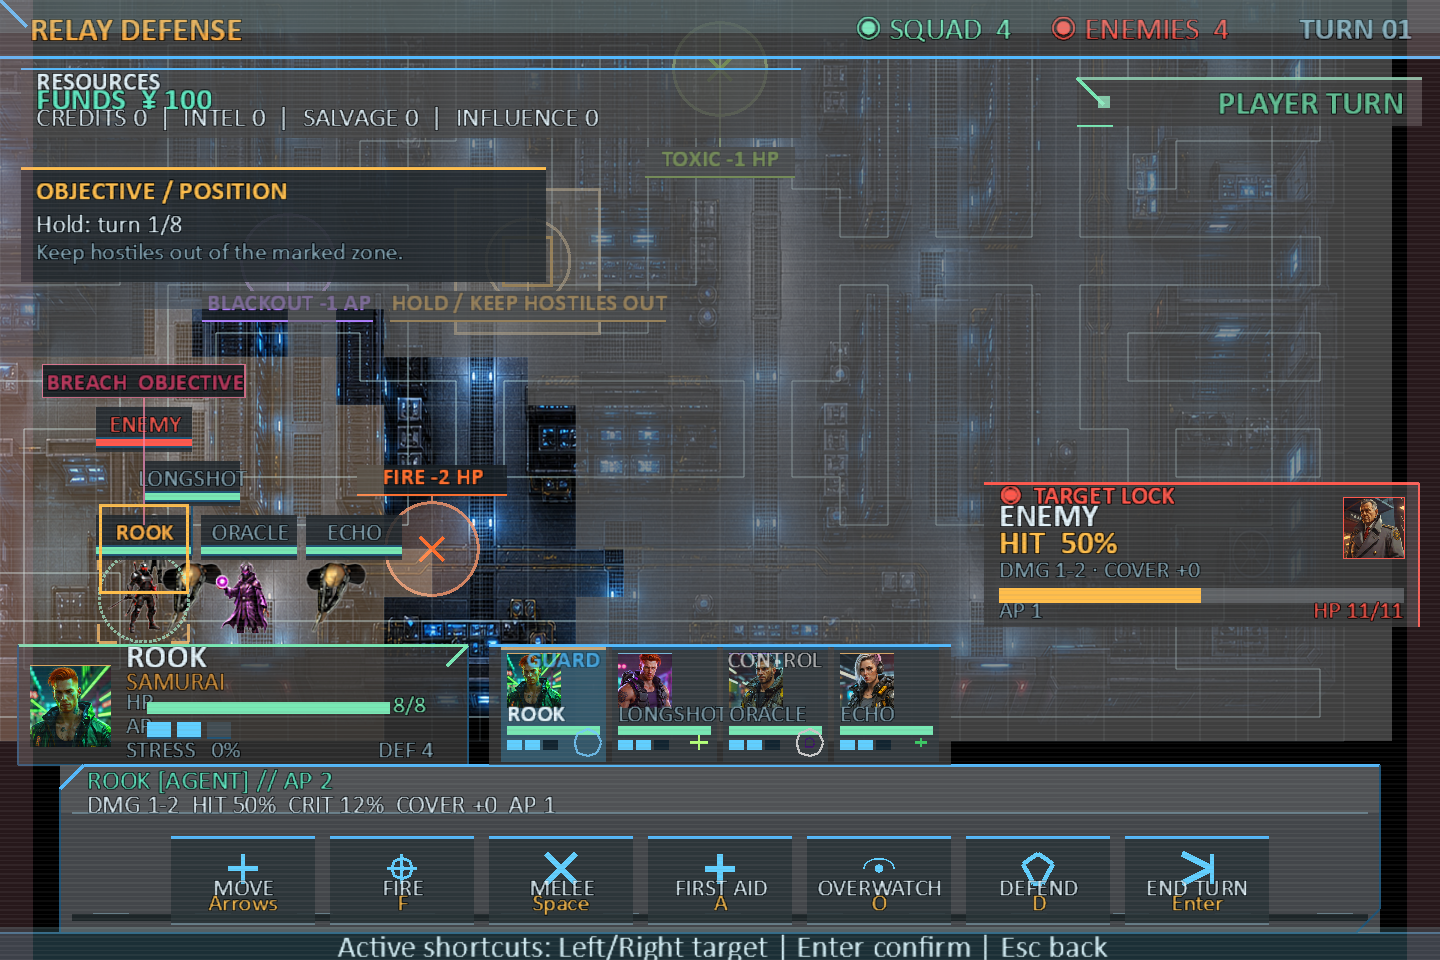 RELAY DEFENSE
SQUAD 4
ENEMIES 4
TURN 01
RESOURCES
FUNDS ¥ 100
CREDITS 0 | INTEL 0 | SALVAGE 0 | INFLUENCE 0
PLAYER TURN
TOXIC -1 HP
OBJECTIVE / POSITION
Hold: turn 1/8
Keep hostiles out of the marked zone.
BLACKOUT -1 AP
HOLD / KEEP HOSTILES OUT
BREACH OBJECTIVE
ENEMY
LONGSHOT
FIRE -2 HP
ROOK
ORACLE
ECHO
TARGET LOCK
ENEMY
HIT 50%
DMG 1-2 · COVER +0
AP 1
HP 11/11
ROOK
SAMURAI
HP
8/8
AP
STRESS 0%
DEF 4
GUARD
CONTROL
ROOK
LONGSHOT
ORACLE
ECHO
ROOK [AGENT] // AP 2
DMG 1-2 HIT 50% CRIT 12% COVER +0 AP 1
MOVE
Arrows
FIRE
F
MELEE
Space
FIRST AID
A
OVERWATCH
O
DEFEND
D
END TURN
Enter
Active shortcuts: Left/Right target | Enter confirm | Esc back